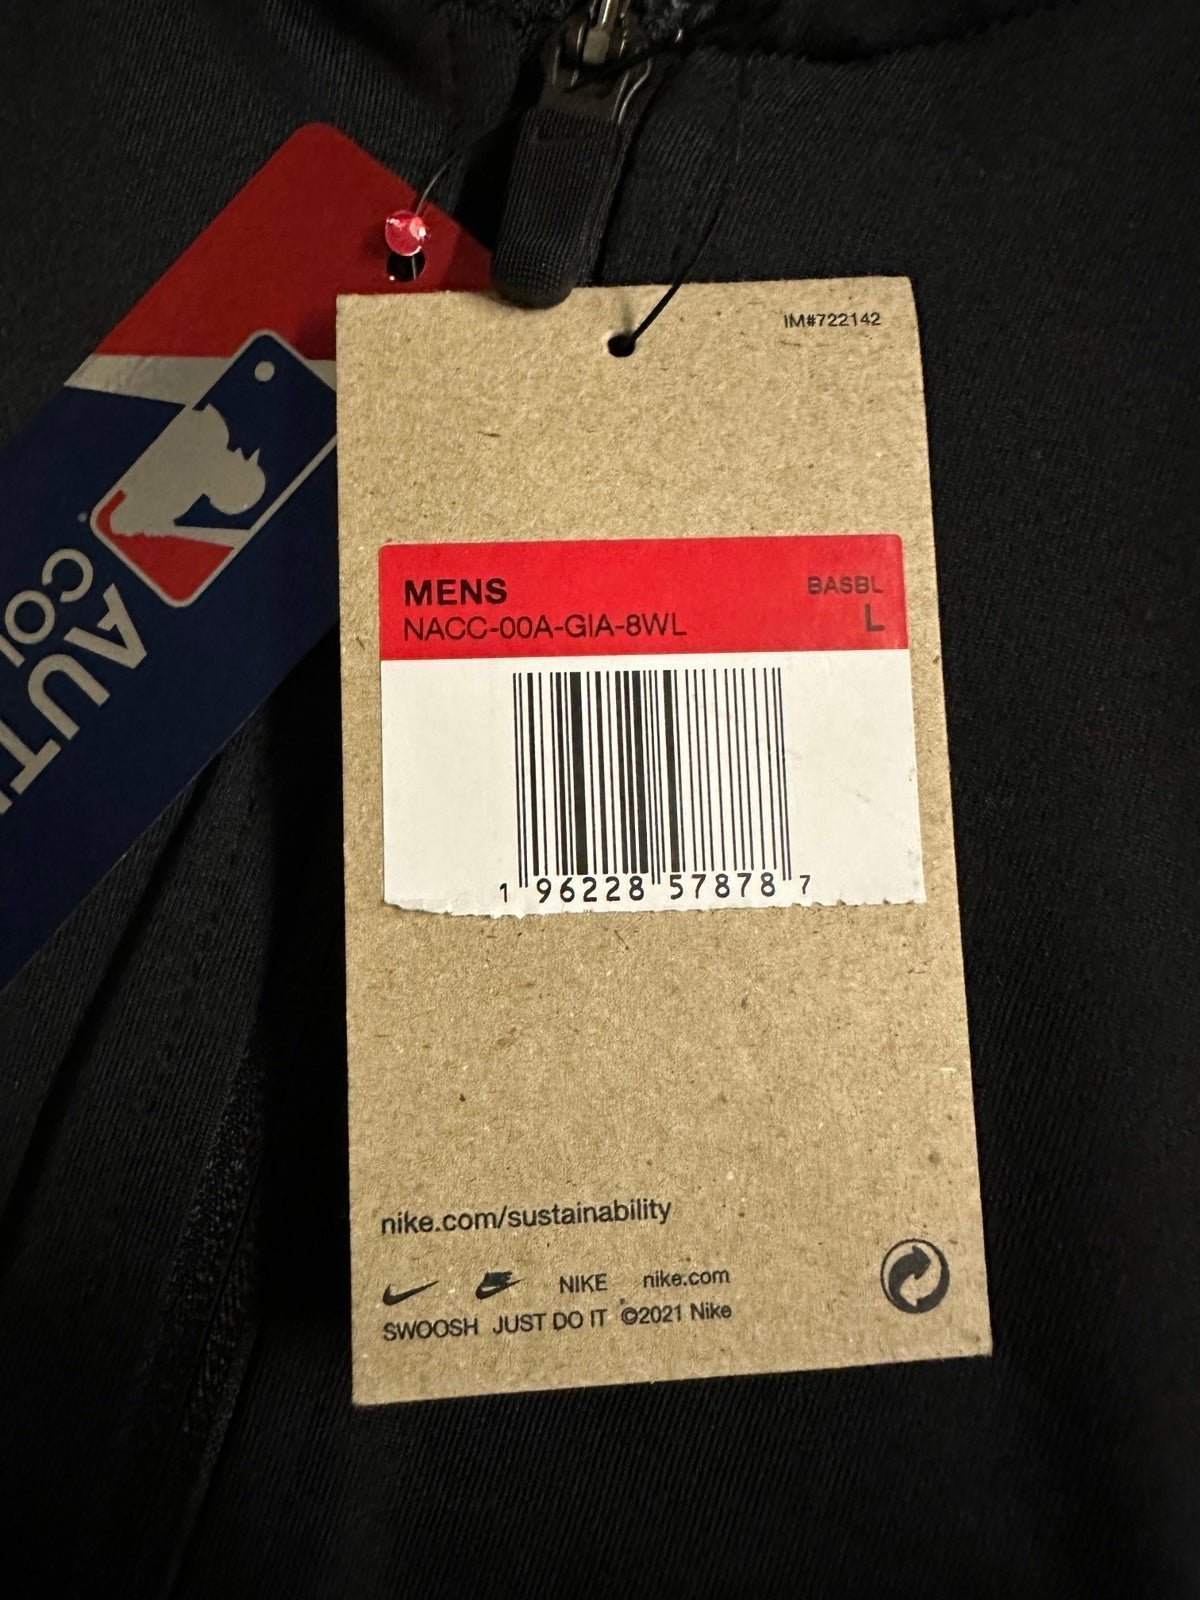 IM#722142
MENS
BASBL
NACC-00A-GIA-8WL
L
1 96228 57878 7
nike.com/sustainability
NIKE nike.com
SWOOSH JUST DO IT ©2021 Nike